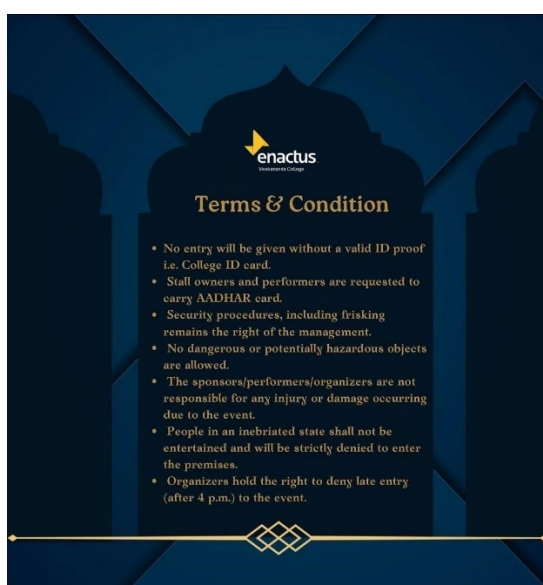 enactus
Vivekananda College
Terms & Condition
• No entry will be given without a valid ID proof
i.e. College ID card.
• Stall owners and performers are requested to
carry AADHAR card.
• Security procedures, including frisking
remains the right of the management.
• No dangerous or potentially hazardous objects
are allowed.
• The sponsors/performers/organizers are not
responsible for any injury or damage occurring
due to the event.
• People in an inebriated state shall not be
entertained and will be strictly denied to enter
the premises.
• Organizers hold the right to deny late entry
(after 4 p.m.) to the event.